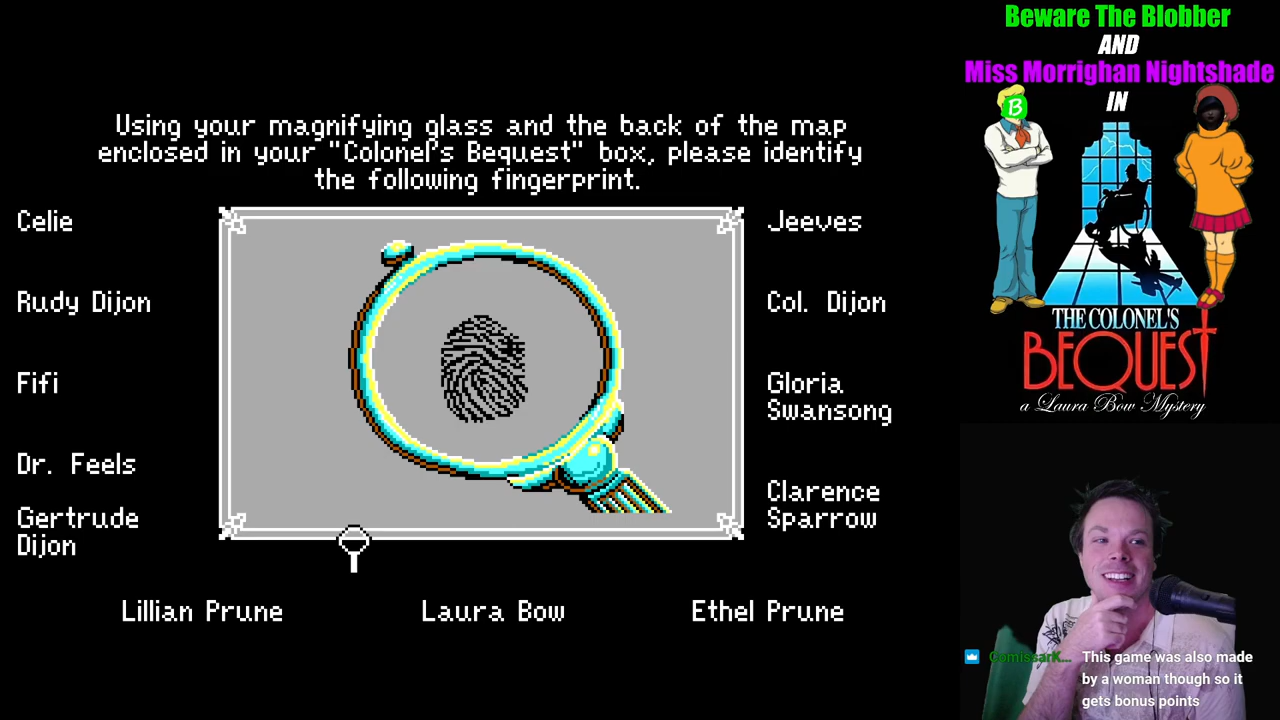 Using your magnifying glass and the back of the map
enclosed in your "Colonel's Bequest" box, please identify
the following fingerprint.
Celie
Rudy Dijon
Fifi
Dr. Feels
Gertrude
Dijon
Jeeves
Col. Dijon
Gloria
Swansong
Clarence
Sparrow
Lillian Prune
Laura Bow
Ethel Prune
Beware The Blobber
AND
Miss Morrighan Nightshade
IN
B
THE COLONEL'S
BEQUEST
a Laura Bow Mystery
ComissarK... This game was also made
by a woman though so it
gets bonus points